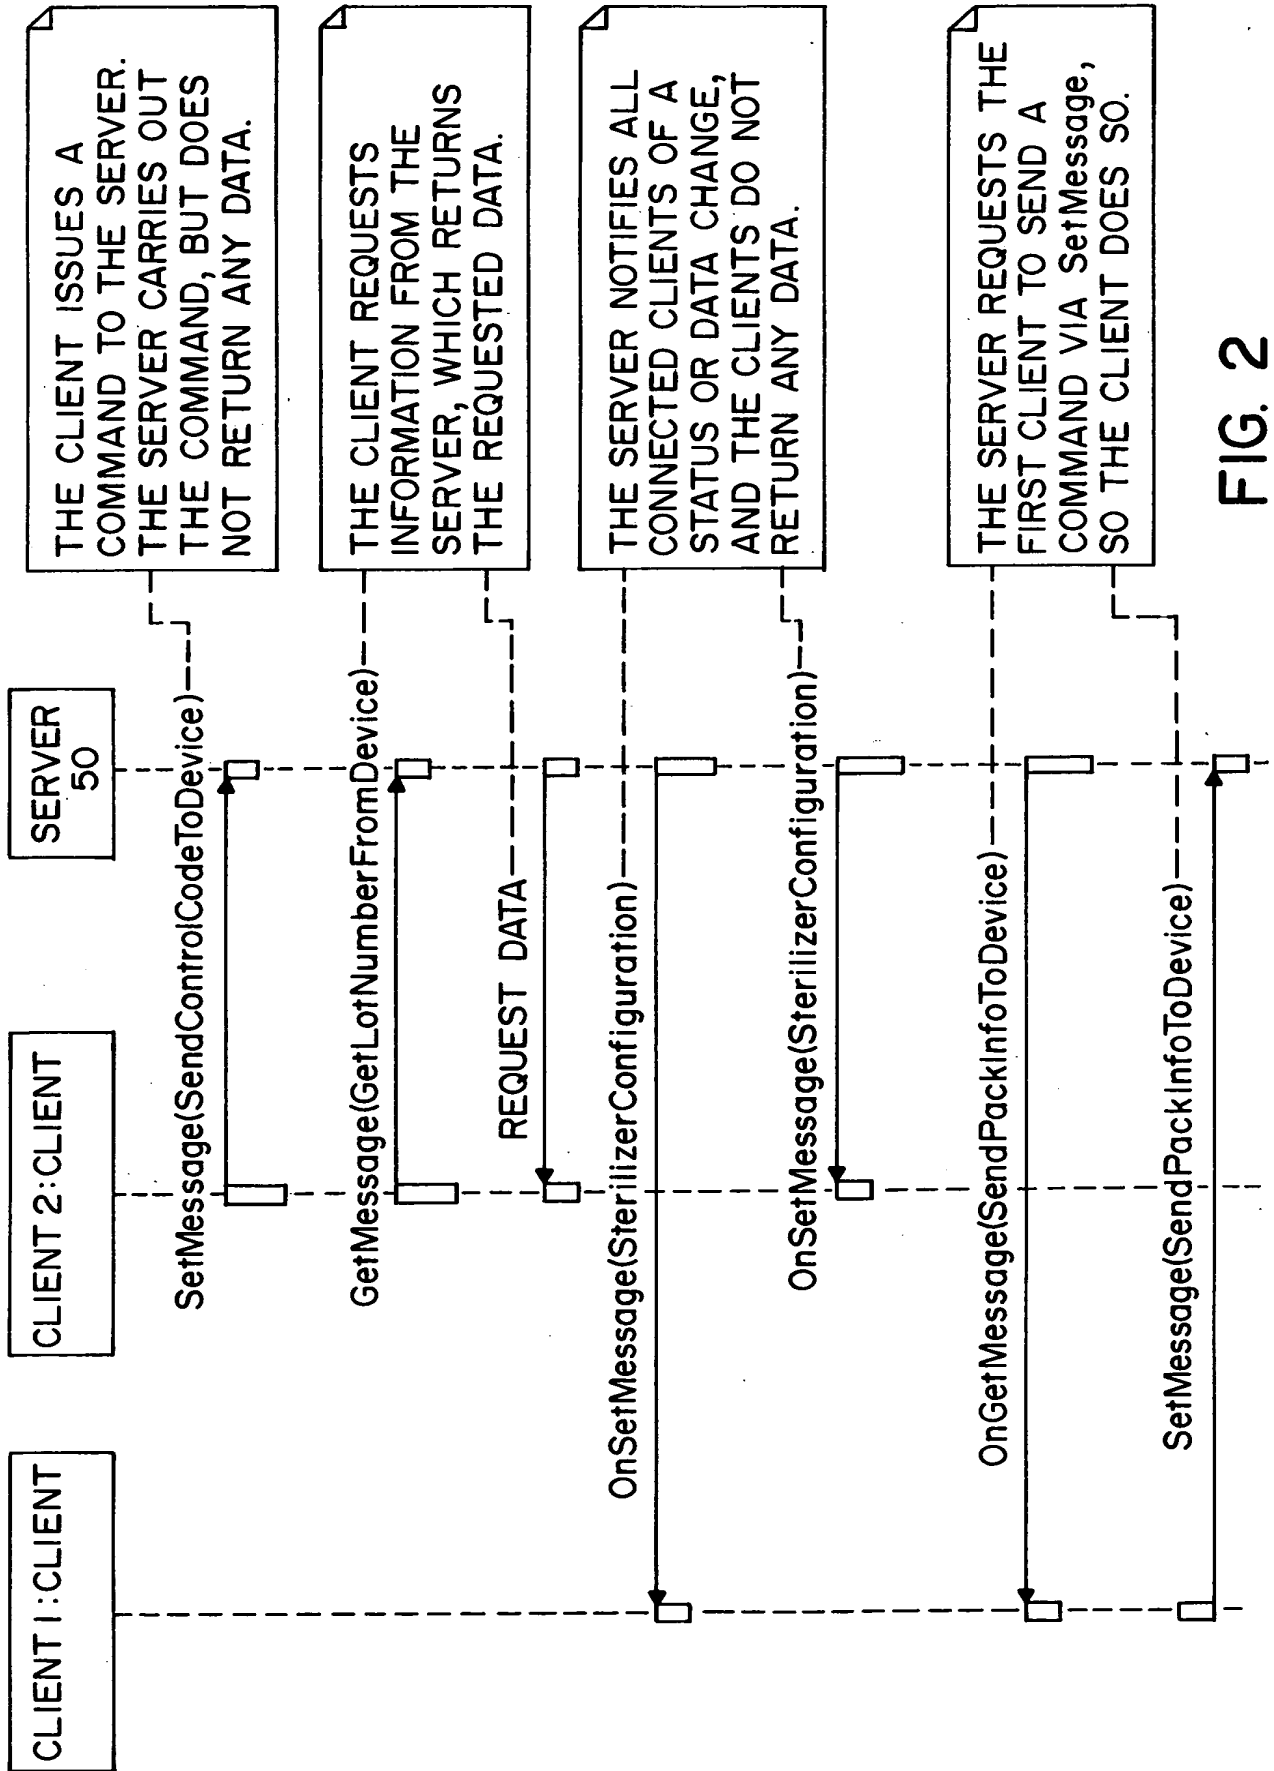 CLIENT 1:CLIENT
CLIENT 2:CLIENT
SERVER
50
SetMessage(SendControlCodeToDevice)
THE CLIENT ISSUES A
COMMAND TO THE SERVER.
THE SERVER CARRIES OUT
THE COMMAND, BUT DOES
NOT RETURN ANY DATA.
GetMessage(GetLotNumberFromDevice)
THE CLIENT REQUESTS
INFORMATION FROM THE
SERVER, WHICH RETURNS
THE REQUESTED DATA.
REQUEST DATA
OnSetMessage(SterilizerConfiguration)
THE SERVER NOTIFIES ALL
CONNECTED CLIENTS OF A
STATUS OR DATA CHANGE,
AND THE CLIENTS DO NOT
RETURN ANY DATA.
OnSetMessage(SterilizerConfiguration)
OnGetMessage(SendPackInfoToDevice)
THE SERVER REQUESTS THE
FIRST CLIENT TO SEND A
COMMAND VIA SetMessage,
SO THE CLIENT DOES SO.
SetMessage(SendPackInfoToDevice)
FIG. 2